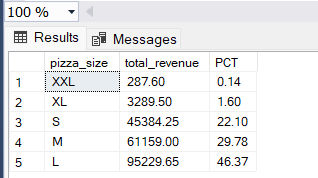 100 %
Results Messages
pizza_size total_revenue PCT
1 XXL 287.60 0.14
2 XL 3289.50 1.60
3 S 45384.25 22.10
4 M 61159.00 29.78
5 L 95229.65 46.37